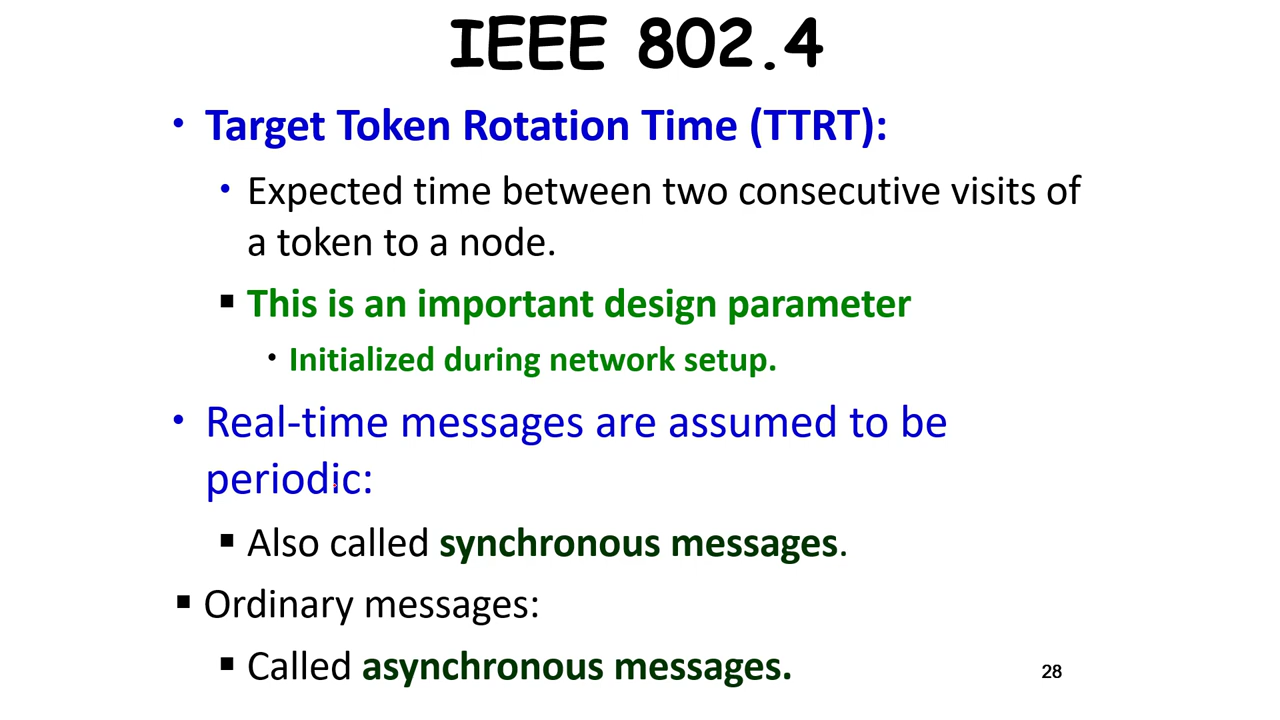 IEEE 802.4
• Target Token Rotation Time (TTRT):
• Expected time between two consecutive visits of
a token to a node.
▪ This is an important design parameter
• Initialized during network setup.
• Real-time messages are assumed to be
periodic:
▪ Also called synchronous messages.
▪ Ordinary messages:
▪ Called asynchronous messages.
28